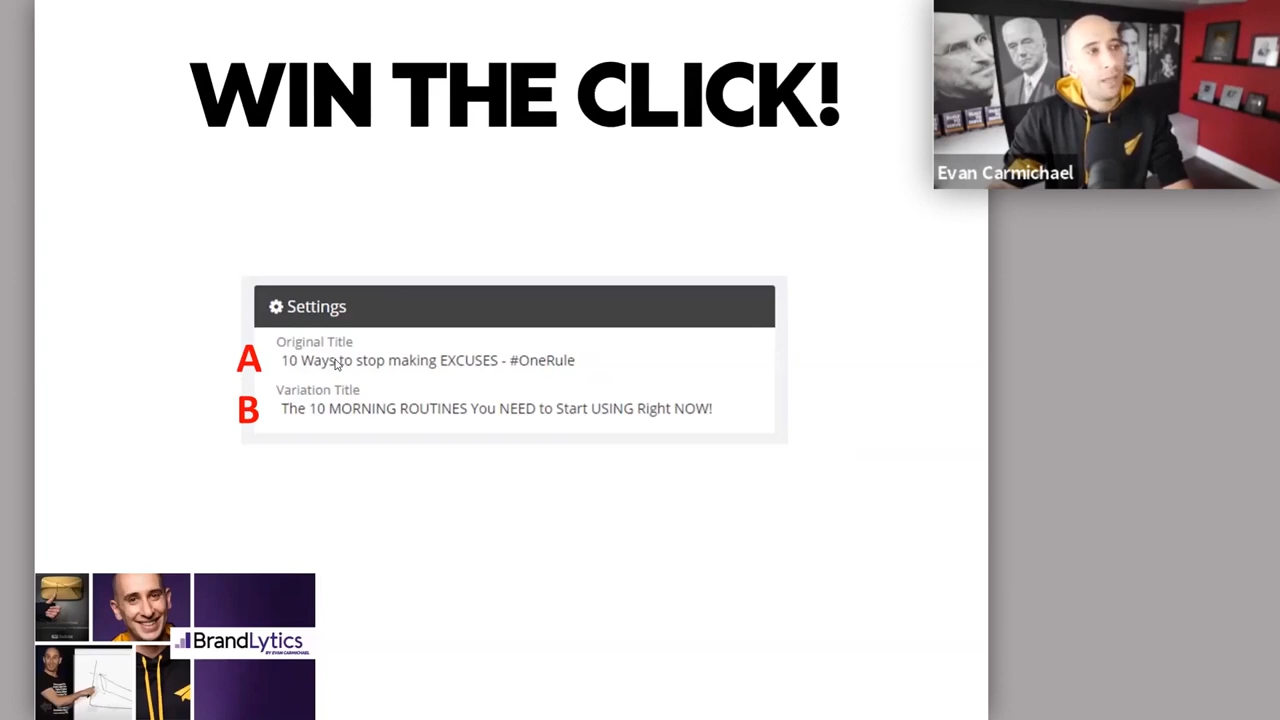 WIN THE CLICK!
Evan Carmichael
Settings
Original Title
A
10 Ways to stop making EXCUSES - #OneRule
Variation Title
B
The 10 MORNING ROUTINES You NEED to Start USING Right NOW!
BrandLytics
BY EVAN CARMICHAEL